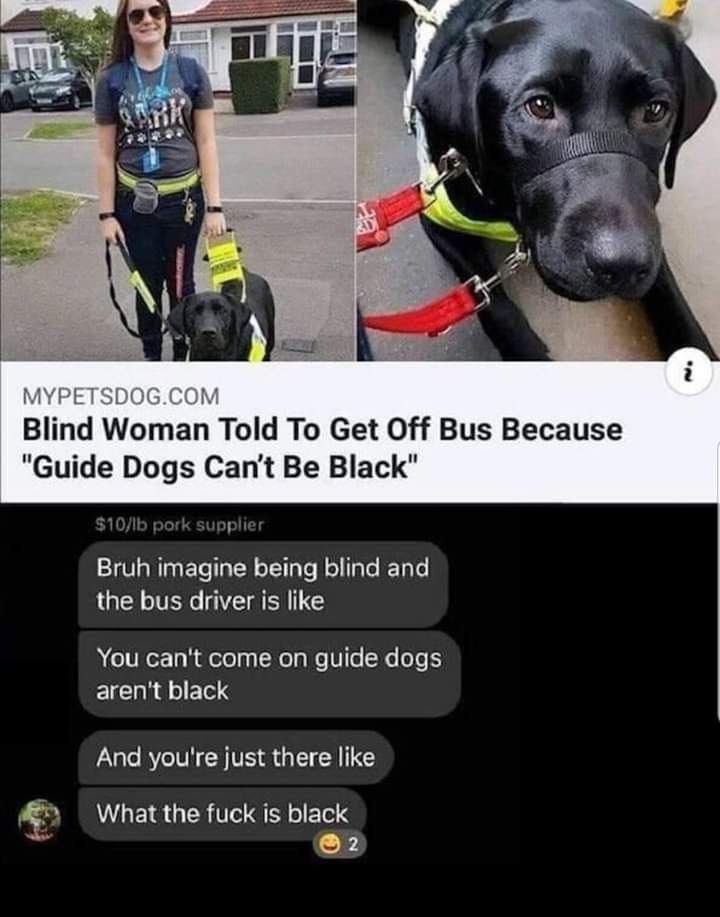 MYPETSDOG.COM
Blind Woman Told To Get Off Bus Because
"Guide Dogs Can't Be Black"
$10/lb pork supplier
Bruh imagine being blind and
the bus driver is like
You can't come on guide dogs
aren't black
And you're just there like
What the fuck is black
2